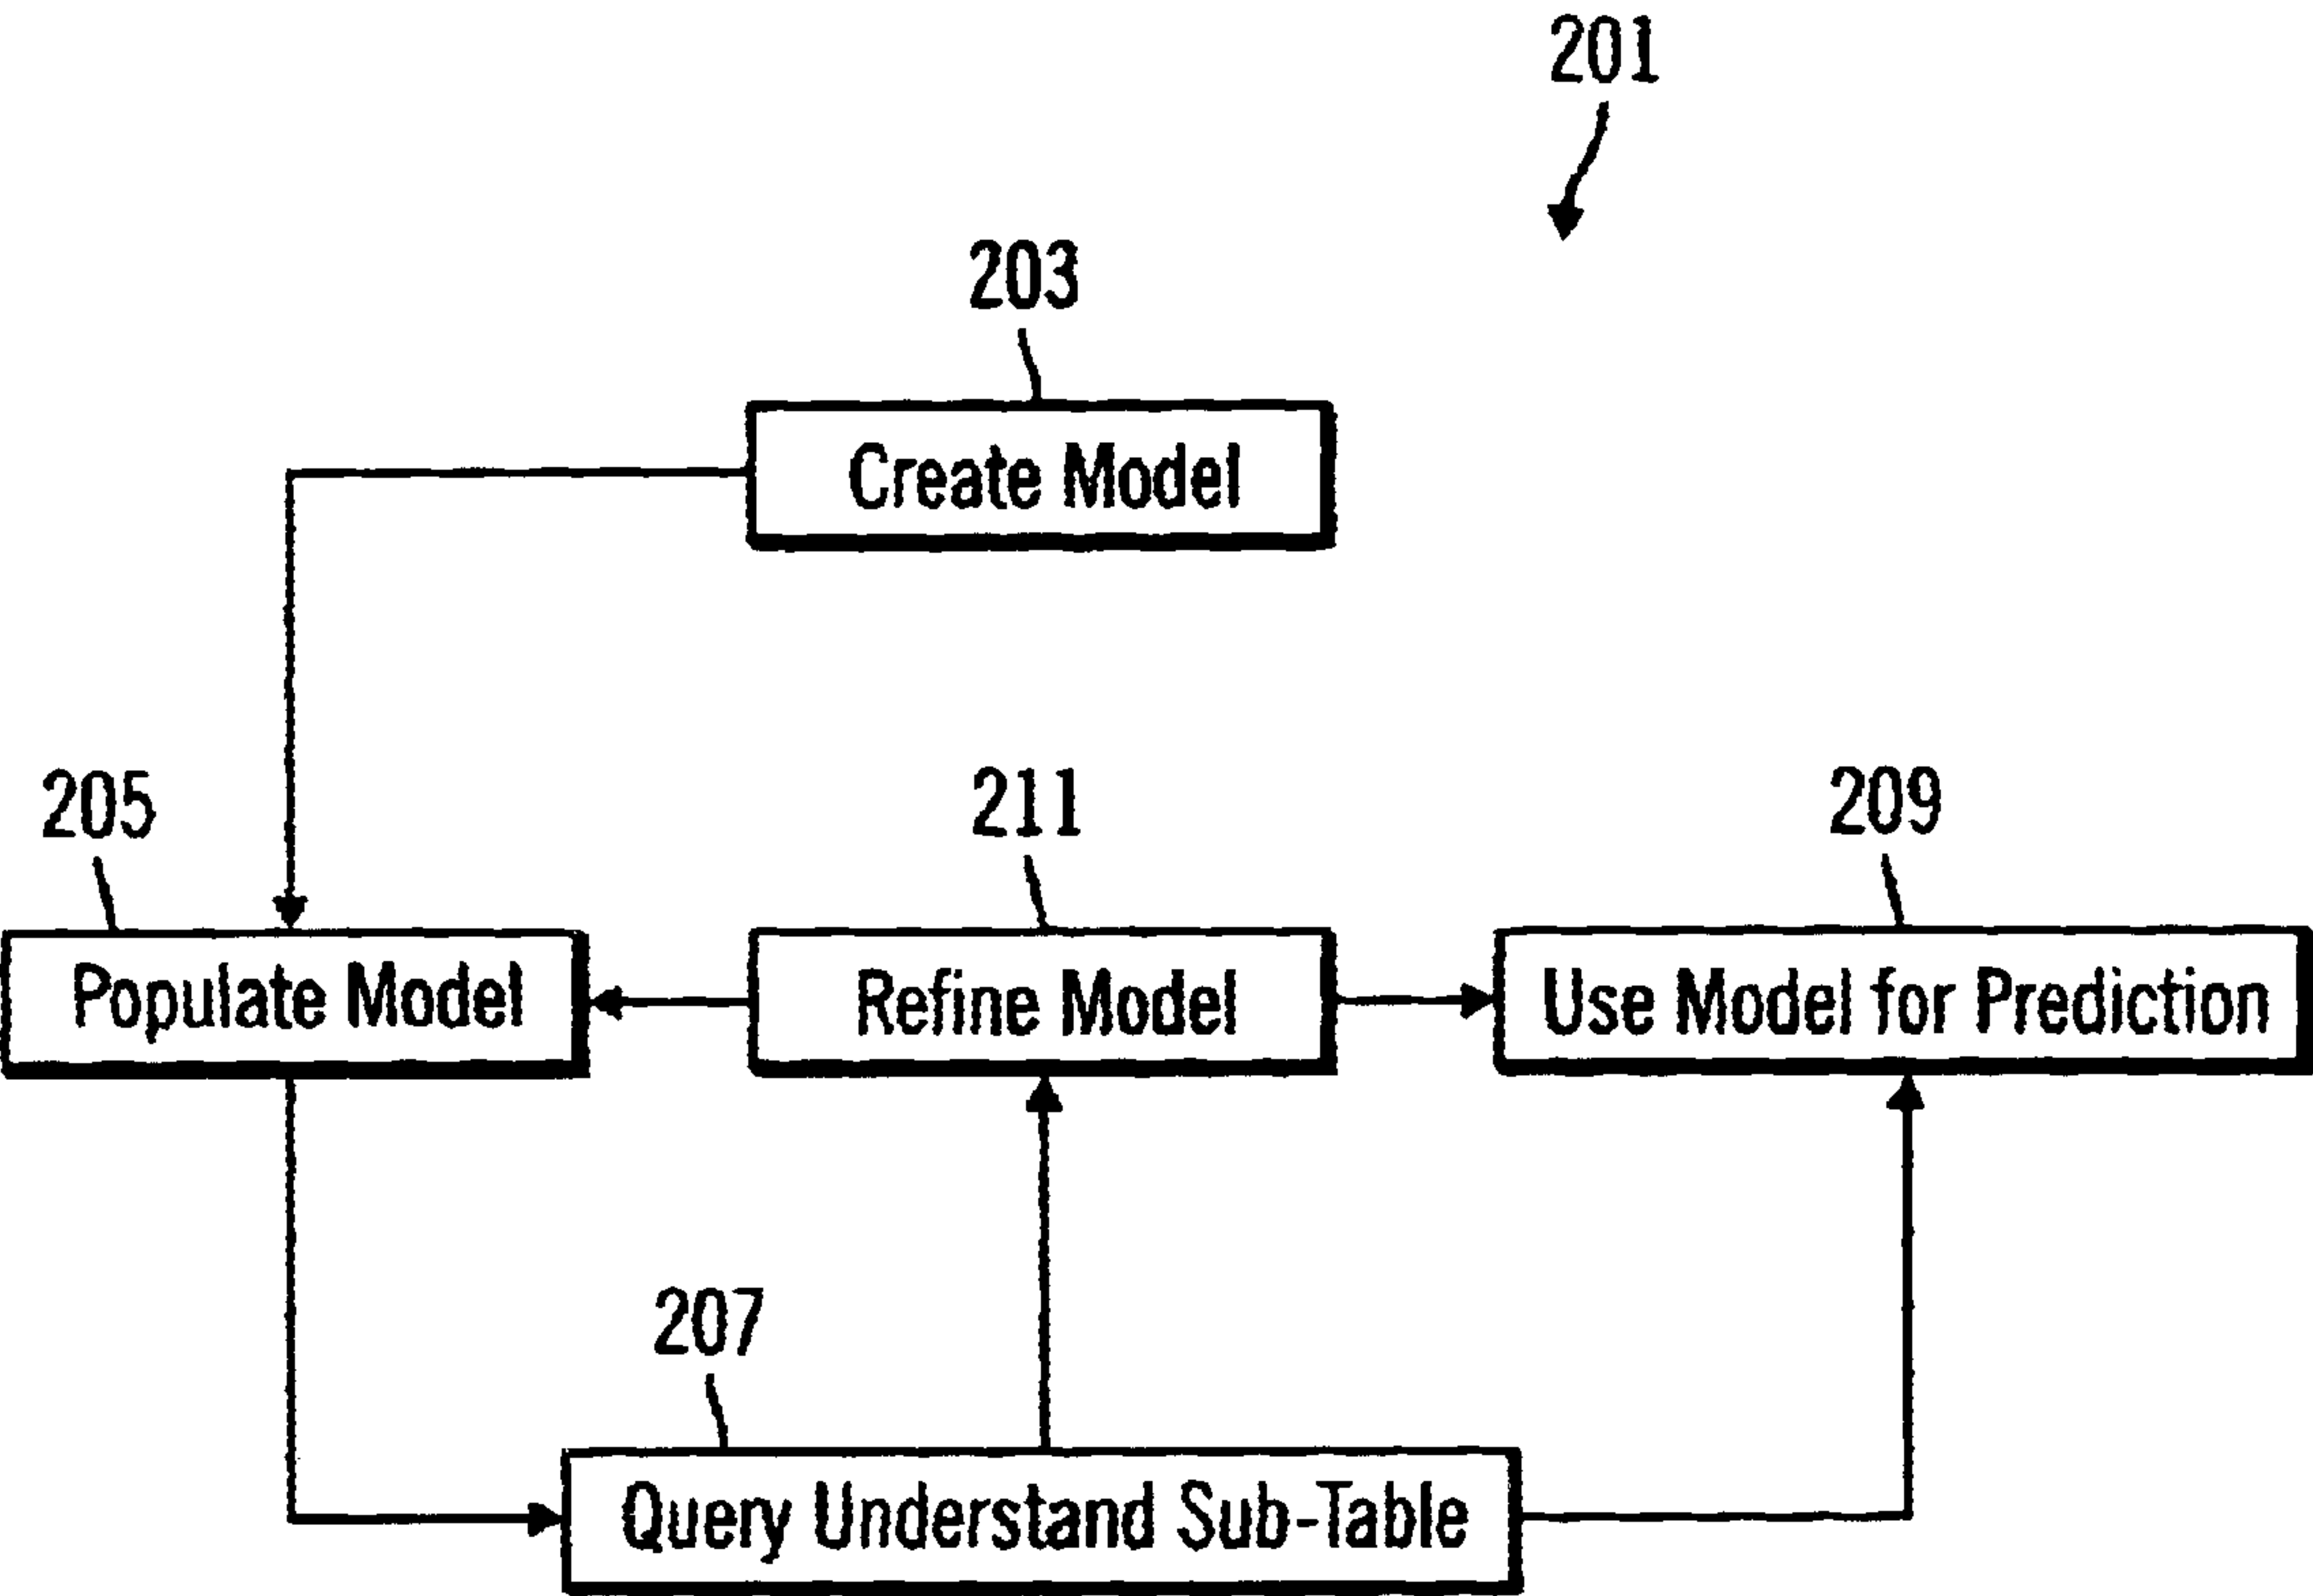 201
203
Create Model
205
211
209
Populate Model
Refine Model
Use Model for Prediction
207
Query Understand Sub-Table